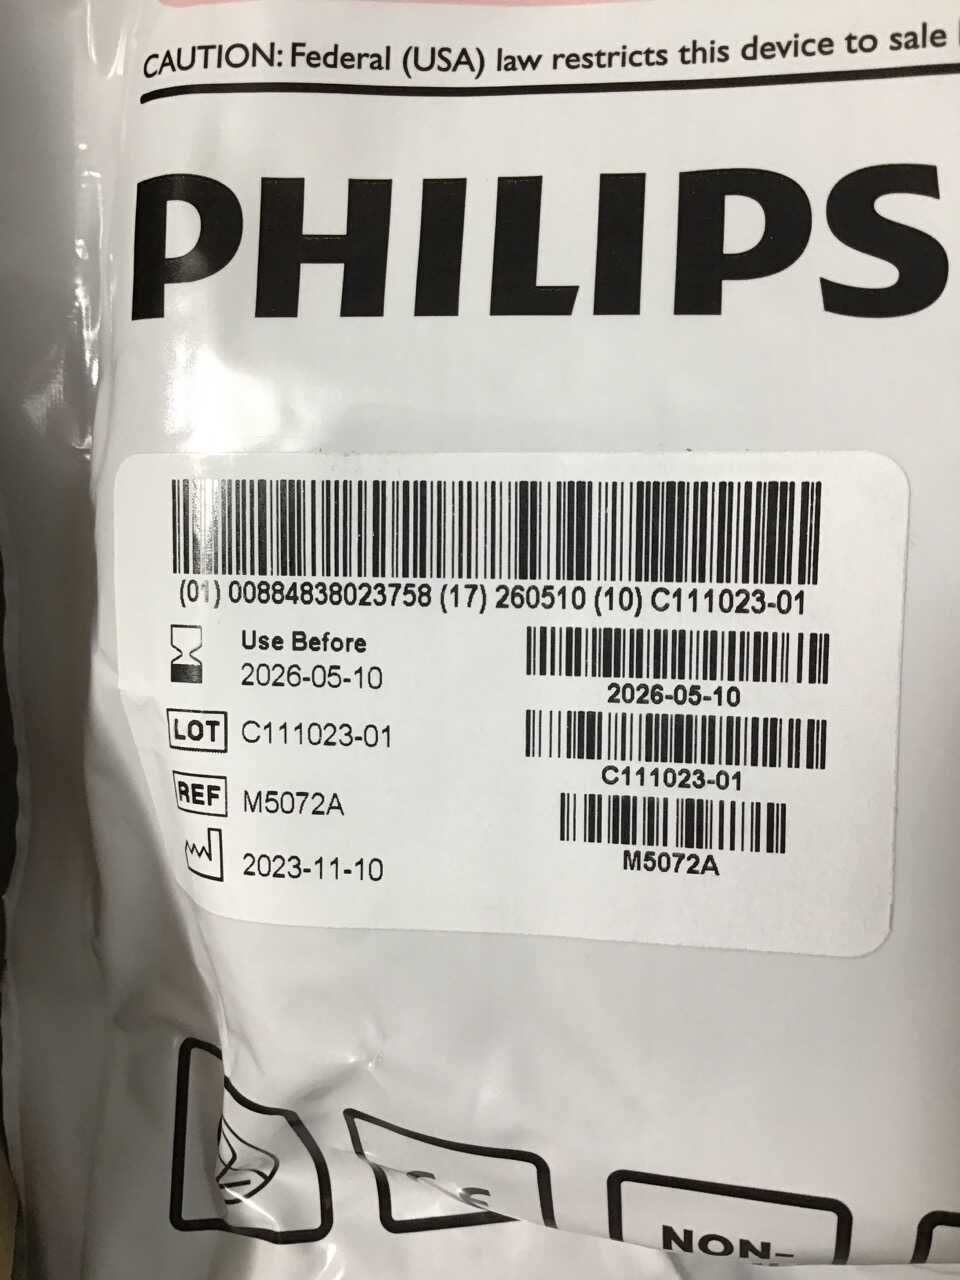 CAUTION: Federal (USA) law restricts this device to sale
PHILIPS
(01) 00884838023758 (17) 260510 (10) C111023-01
Use Before
2026-05-10
LOT C111023-01
REF M5072A
2023-11-10
2026-05-10
C111023-01
M5072A
NON-